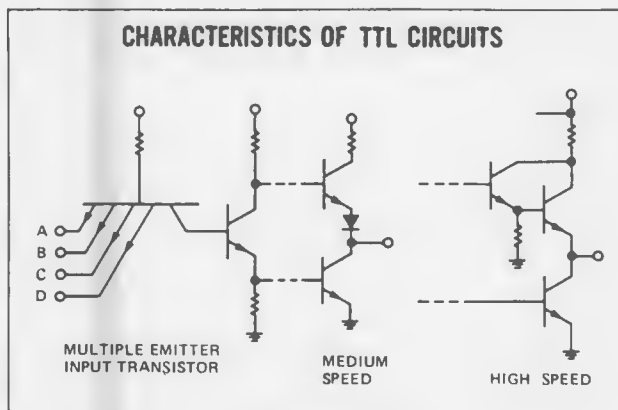 CHARACTERISTICS OF TTL CIRCUITS
A
B
C
D
MULTIPLE EMITTER
INPUT TRANSISTOR
MEDIUM
SPEED
HIGH SPEED